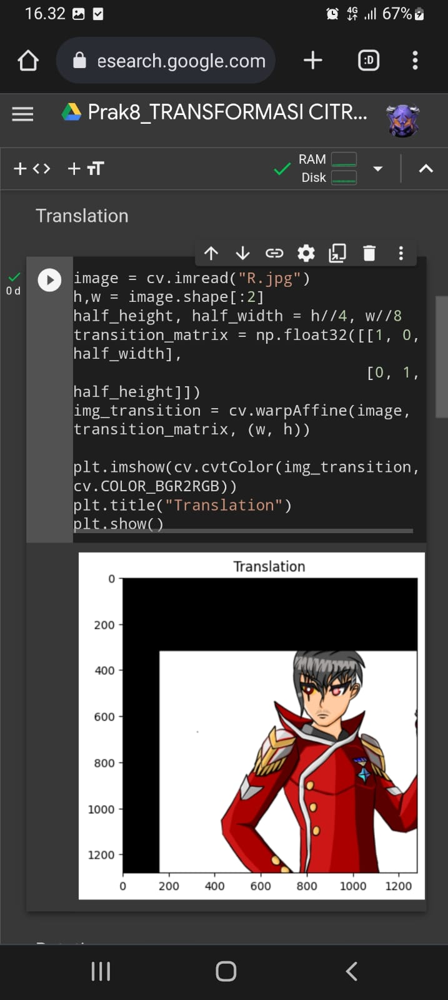 16.32 4G 67%
esearch.google.com :D
Prak8_TRANSFORMASI CITR...
+ <> + TT RAM
Disk
Translation
0 d
image = cv.imread("R.jpg")
h,w = image.shape[:2]
half_height, half_width = h//4, w//8
transition_matrix = np.float32([[1, 0,
half_width],
[0, 1,
half_height]])
img_transition = cv.warpAffine(image,
transition_matrix, (w, h))
plt.imshow(cv.cvtColor(img_transition,
cv.COLOR_BGR2RGB))
plt.title("Translation")
plt.show()
Translation
0
200
400
600
800
1000
1200
0 200 400 600 800 1000 1200